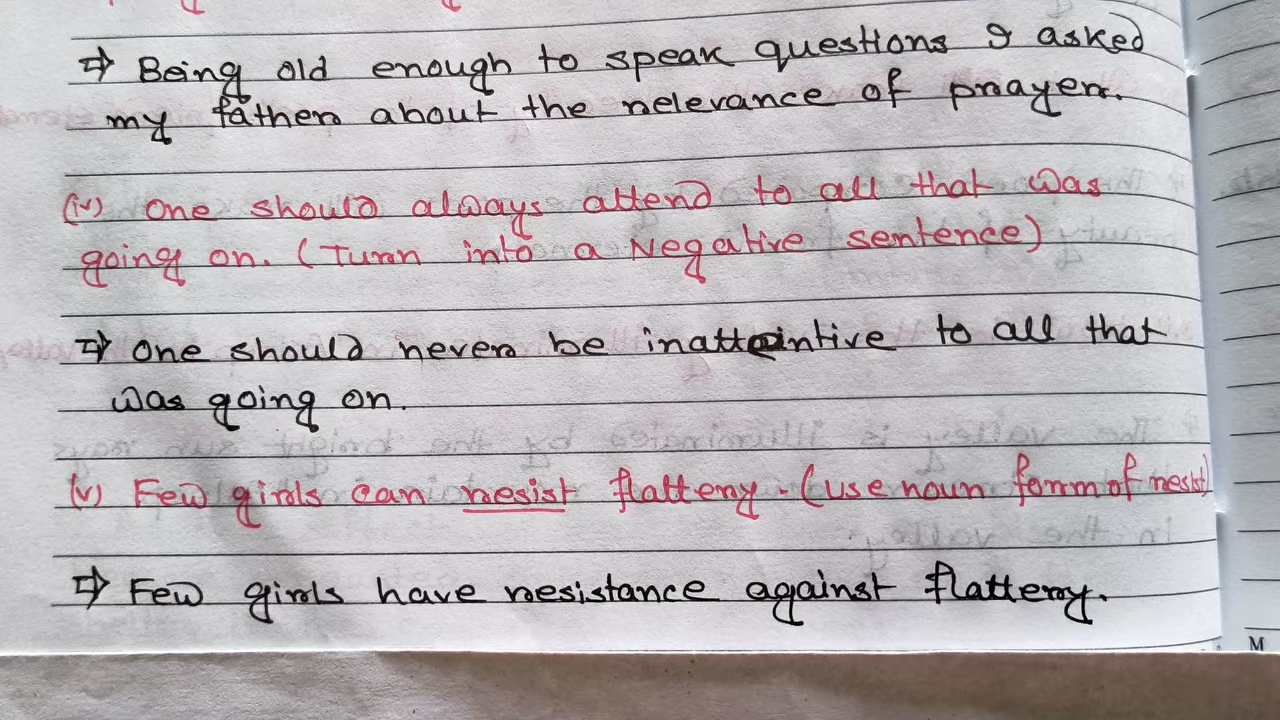 ⇒ Being old enough to speak questions I asked
my father about the relevance of prayer.
(iv) One should always attend to all that was
going on. (Turn into a Negative sentence)
⇒ One should never be inatteintive to all that
was going on.
(v) Few girls can resist flattery. (use noun form of resist)
⇒ Few girls have resistance against flattery.
M